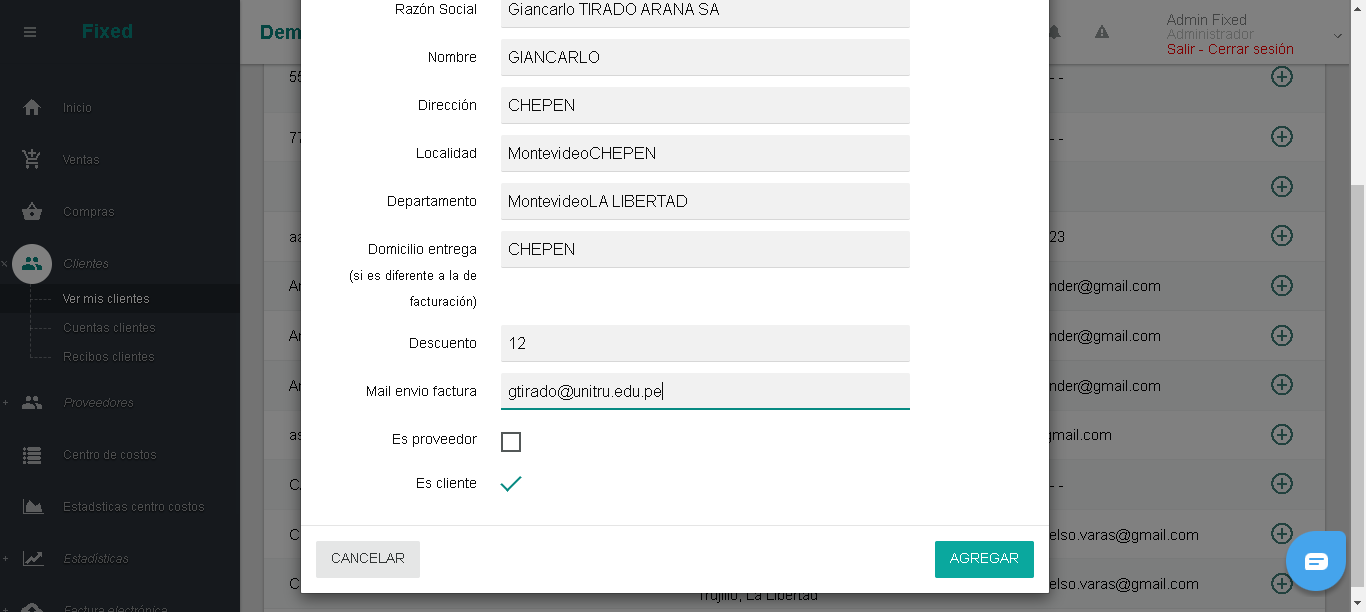 Fixed
Dem
Admin Fixed
Administrador
Salir - Cerrar sesión
Inicio
Ventas
Compras
Clientes
Ver mis clientes
Cuentas clientes
Recibos clientes
Proveedores
Centro de costos
Estadsticas centro costos
Estadísticas
Factura electrónica
Razón Social
Giancarlo TIRADO ARANA SA
Nombre
GIANCARLO
Dirección
CHEPEN
Localidad
MontevideoCHEPEN
Departamento
MontevideoLA LIBERTAD
Domicilio entrega
(si es diferente a la de
facturación)
CHEPEN
Descuento
12
Mail envio factura
gtirado@unitru.edu.pe
Es proveedor
Es cliente
CANCELAR
AGREGAR
55
- -
77
- -
aa
23
An
nder@gmail.com
An
nder@gmail.com
An
nder@gmail.com
as
gmail.com
- -
elso.varas@gmail.com
elso.varas@gmail.com
Trujillo, La Libertad